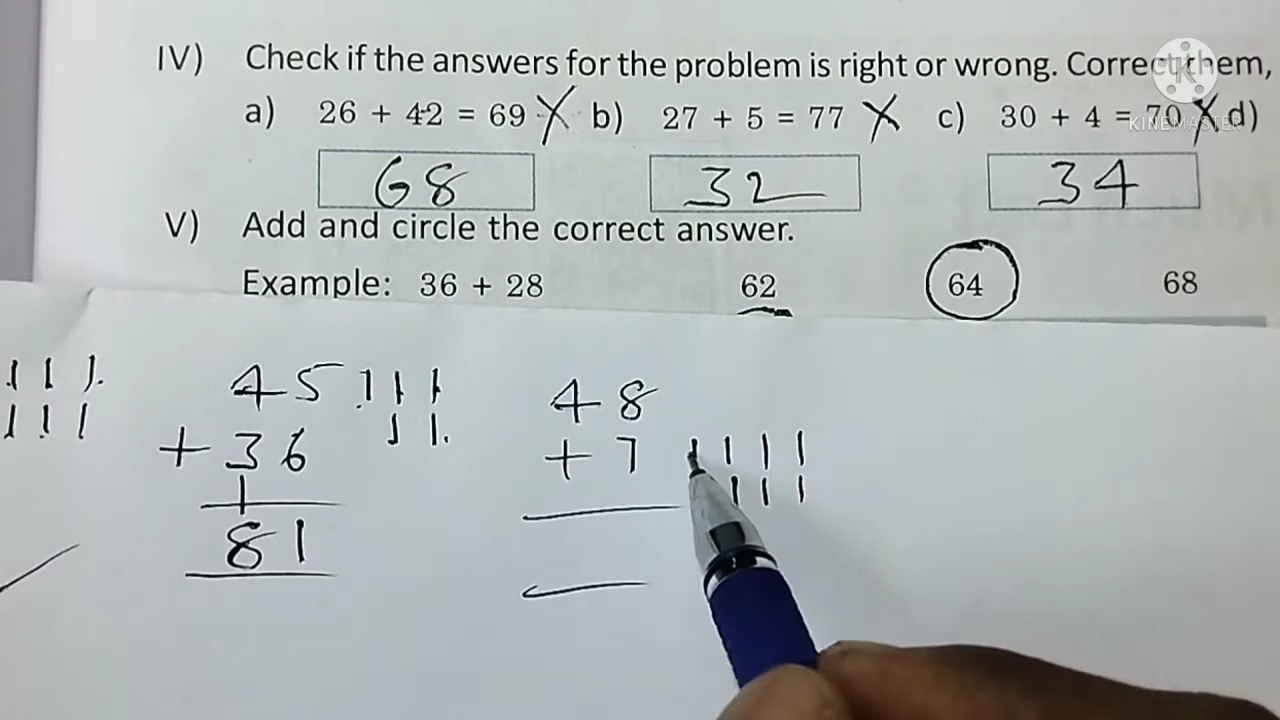 IV) Check if the answers for the problem is right or wrong. Correct them,
a) 26 + 42 = 69 X b) 27 + 5 = 77 X c) 30 + 4 = 70 X d)
KINEMASTER
68 32 34
V) Add and circle the correct answer.
Example: 36 + 28 62 64 68
45 48
+ 36 + 7
1
81